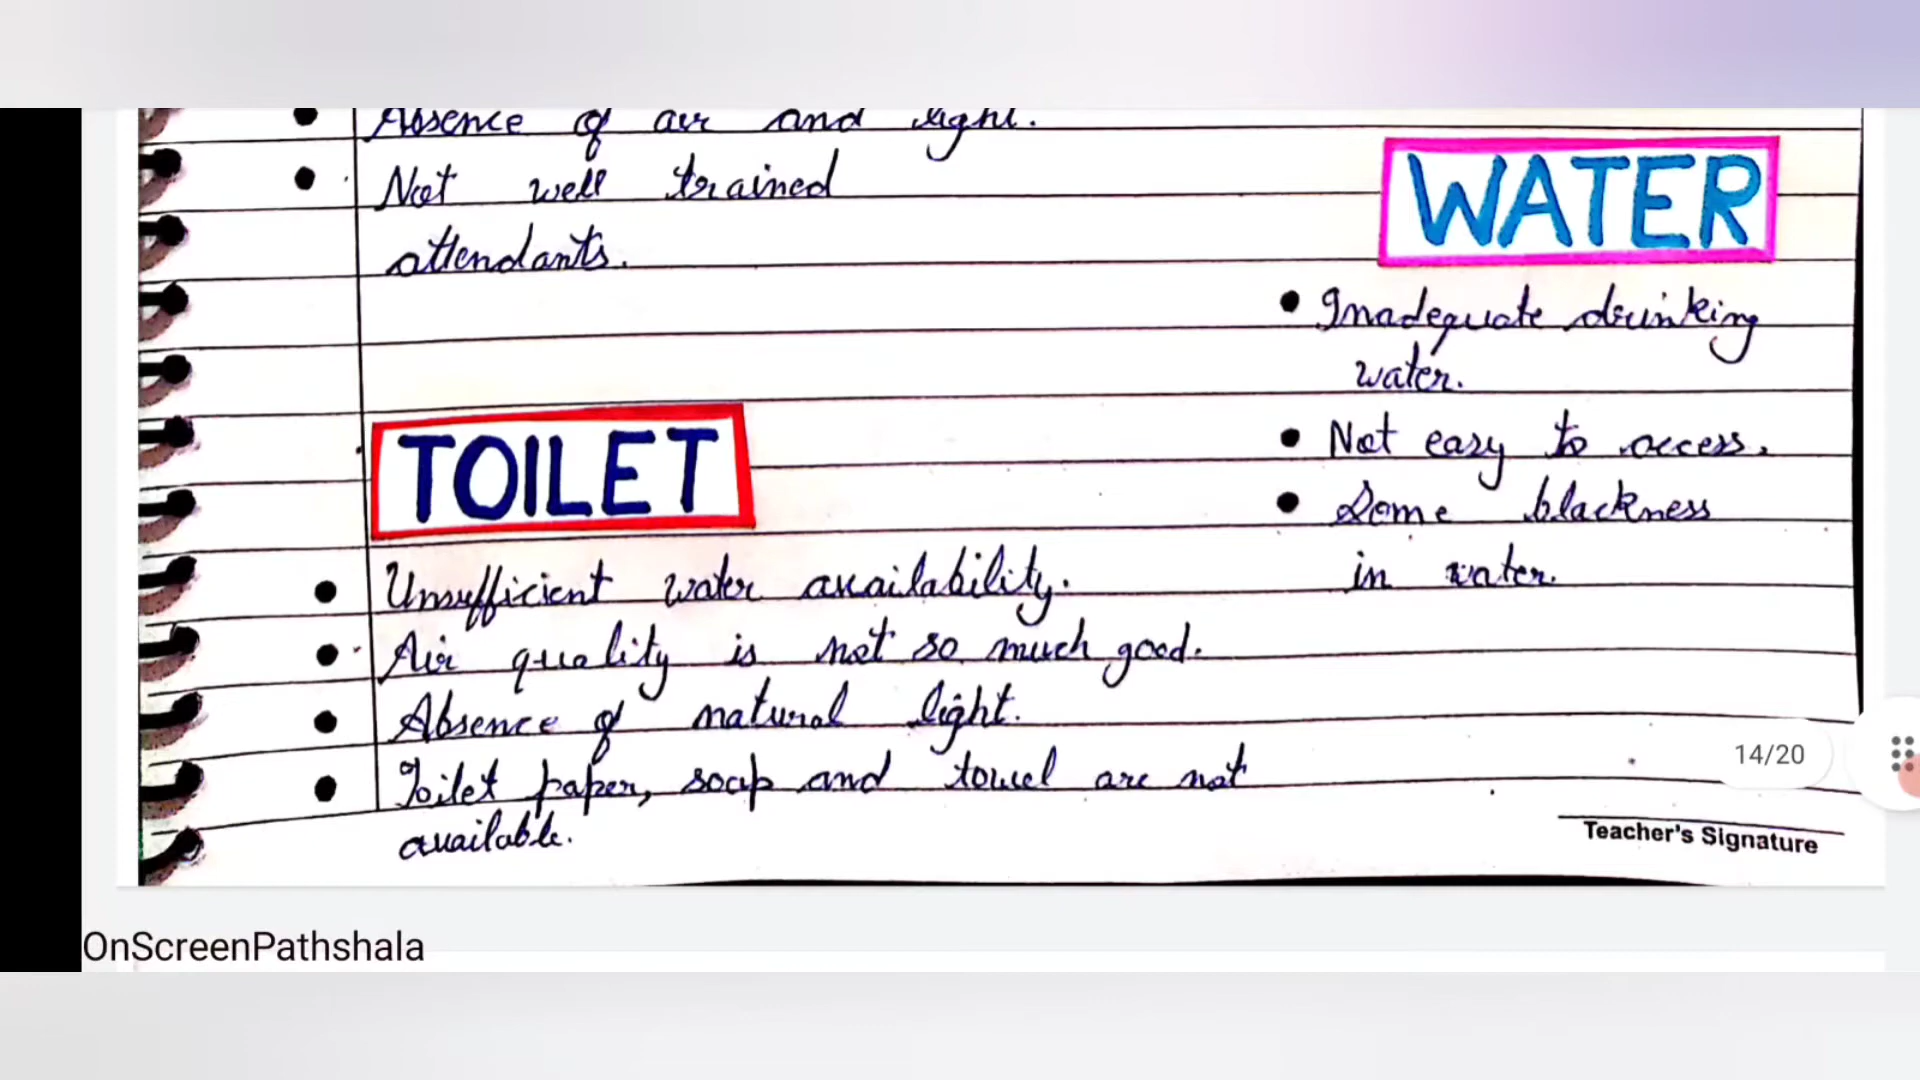 Absence of air and light.
Not well trained
attendants.
WATER
Inadequate drinking
water.
Not easy to access.
Some blackness
in water.
TOILET
Unsufficient water availability.
Air quality is not so much good.
Absence of natural light.
Toilet paper, soap and towel are not
available.
14/20
Teacher's Signature
OnScreenPathshala